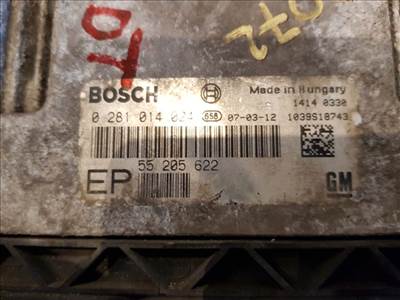 072
BOSCH
Made in Hungary
1414 0330
0 281 014 024 658 07-03-12 1039S18743
55 205 622
EP GM